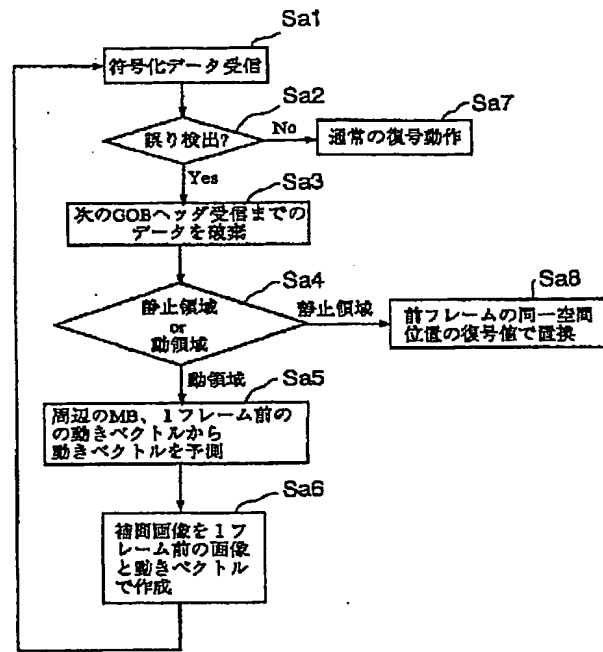 Sa1
符号化データ受信
Sa2
誤り検出?
No
Sa7
通常の復号動作
Yes
Sa3
次のGOBヘッダ受信までの
データを破棄
Sa4
静止領域
or
動領域
静止領域
Sa8
前フレームの同一空間
位置の復号値で置換
動領域
Sa5
周辺のMB、1フレーム前の
の動きベクトルから
動きベクトルを予測
Sa6
補間画像を1フ
レーム前の画像
と動きベクトル
で作成